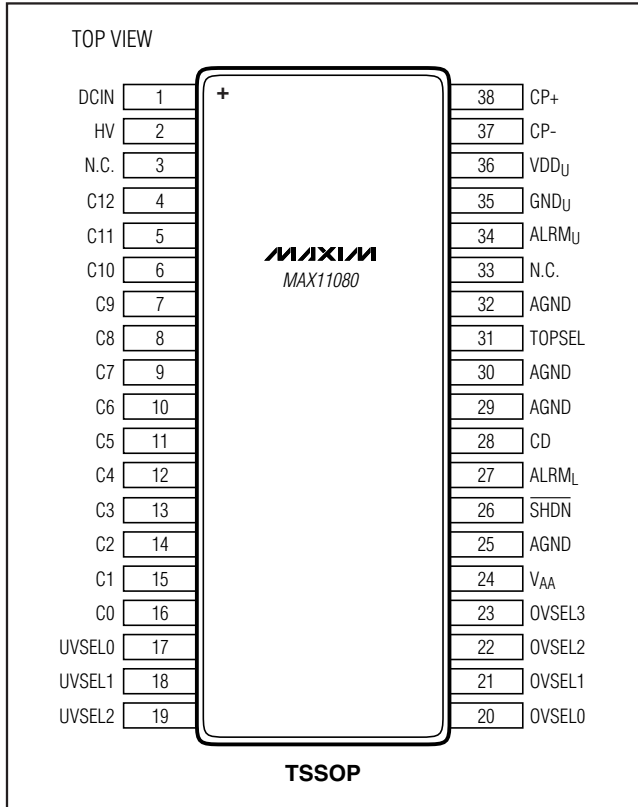 TOP VIEW
DCIN 1 + 38 CP+
HV 2 37 CP-
N.C. 3 36 VDDU
C12 4 35 GNDU
C11 5 34 ALRMU
C10 6 MAXIM 33 N.C.
C9 7 MAX11080 32 AGND
C8 8 31 TOPSEL
C7 9 30 AGND
C6 10 29 AGND
C5 11 28 CD
C4 12 27 ALRML
C3 13 26 SHDN
C2 14 25 AGND
C1 15 24 VAA
C0 16 23 OVSEL3
UVSEL0 17 22 OVSEL2
UVSEL1 18 21 OVSEL1
UVSEL2 19 20 OVSEL0
TSSOP